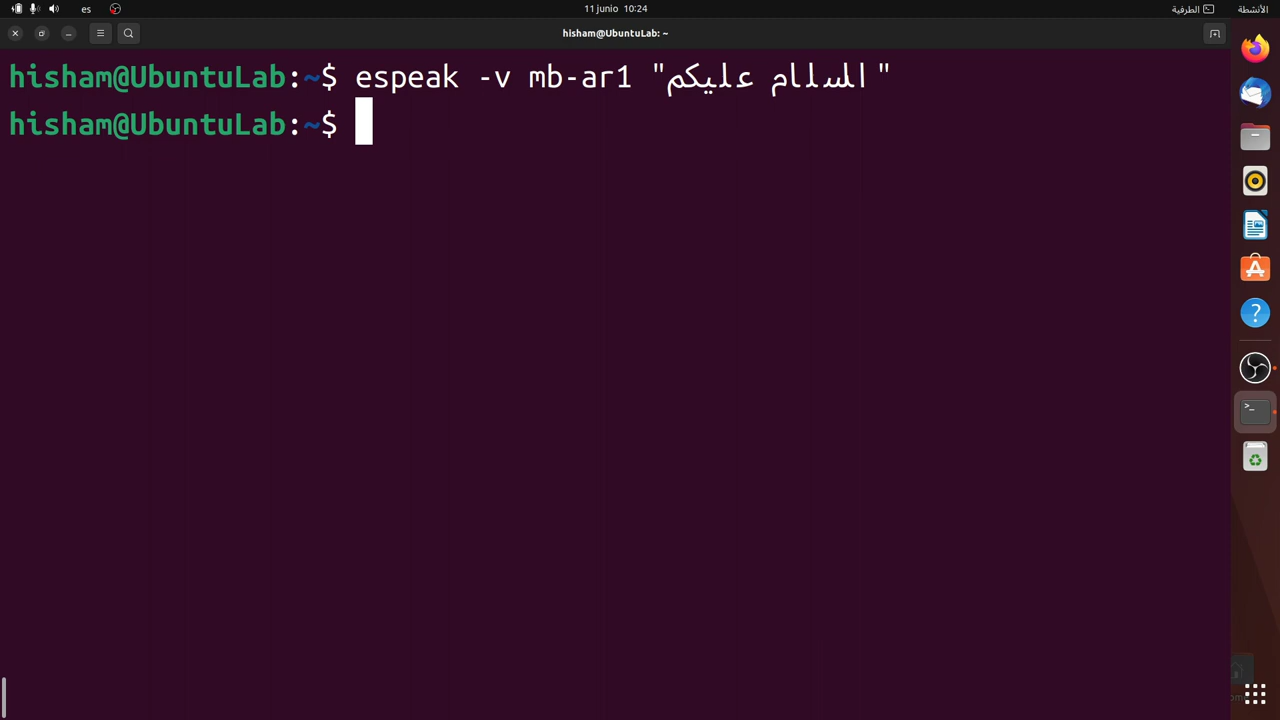 es
11 junio 10:24
الطرفية
الأنشطة
hisham@UbuntuLab: ~
hisham@UbuntuLab:~$ espeak -v mb-ar1 "السلام عليكم"
hisham@UbuntuLab:~$